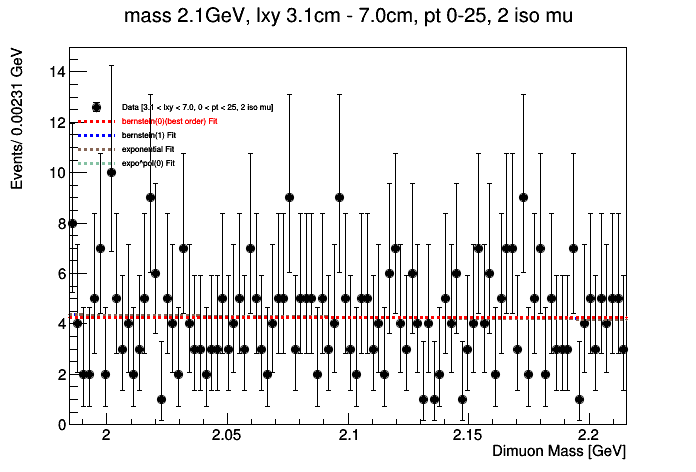 mass 2.1GeV, lxy 3.1cm - 7.0cm, pt 0-25, 2 iso mu
Events/ 0.00231 GeV
14
12
10
8
6
4
2
0
Data [3.1 < lxy < 7.0, 0 < pt < 25, 2 iso mu]
bernstein(0)(best order) Fit
bernstein(1) Fit
exponential Fit
expo*pol(0) Fit
2
2.05
2.1
2.15
2.2
Dimuon Mass [GeV]